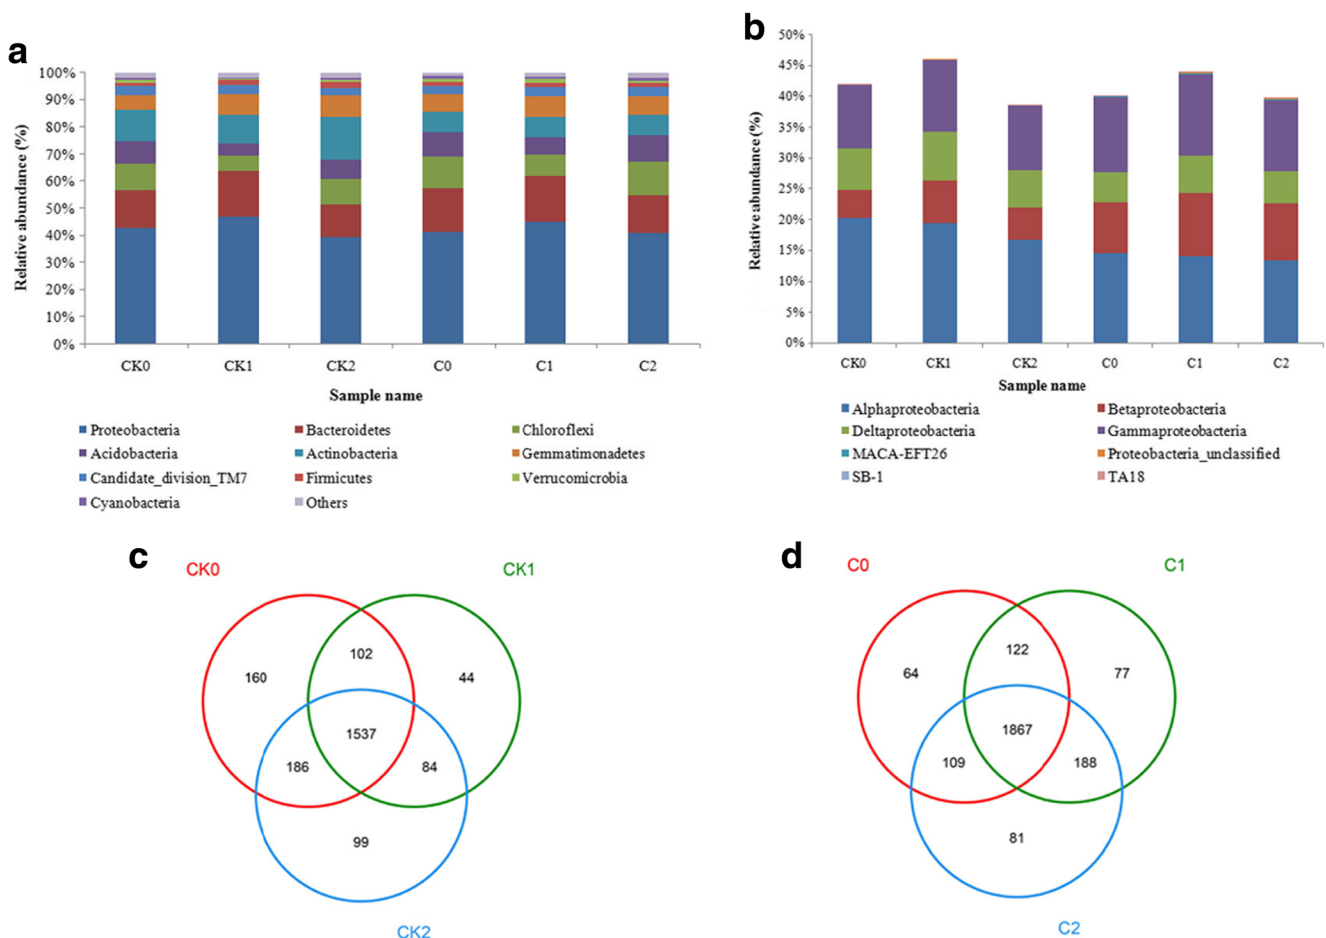 a
Relative abundance (%)
100%
90%
80%
70%
60%
50%
40%
30%
20%
10%
0%
CK0 CK1 CK2 C0 C1 C2
Sample name
Proteobacteria Bacteroidetes Chloroflexi
Acidobacteria Actinobacteria Gemmatimonadetes
Candidate_division_TM7 Firmicutes Verrucomicrobia
Cyanobacteria Others
b
Relative abundance (%)
50%
45%
40%
35%
30%
25%
20%
15%
10%
5%
0%
CK0 CK1 CK2 C0 C1 C2
Sample name
Alphaproteobacteria Betaproteobacteria
Deltaproteobacteria Gammaproteobacteria
MACA-EFT26 Proteobacteria_unclassified
SB-1 TA18
c
CK0 CK1
102
160 44
1537
186 84
99
CK2
d
C0 C1
122
64 77
1867
109 188
81
C2